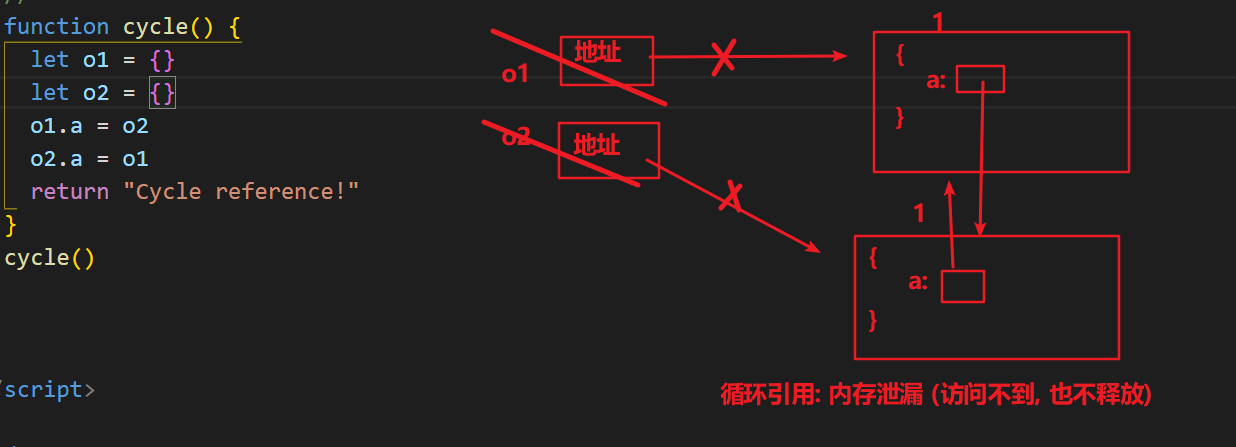 function cycle() {
let o1 = {}
let o2 = {}
o1.a = o2
o2.a = o1
return "Cycle reference!"
}
cycle()
script>
o1
地址
o2
地址
1
{
a:
}
1
{
a:
}
循环引用: 内存泄漏 (访问不到, 也不释放)